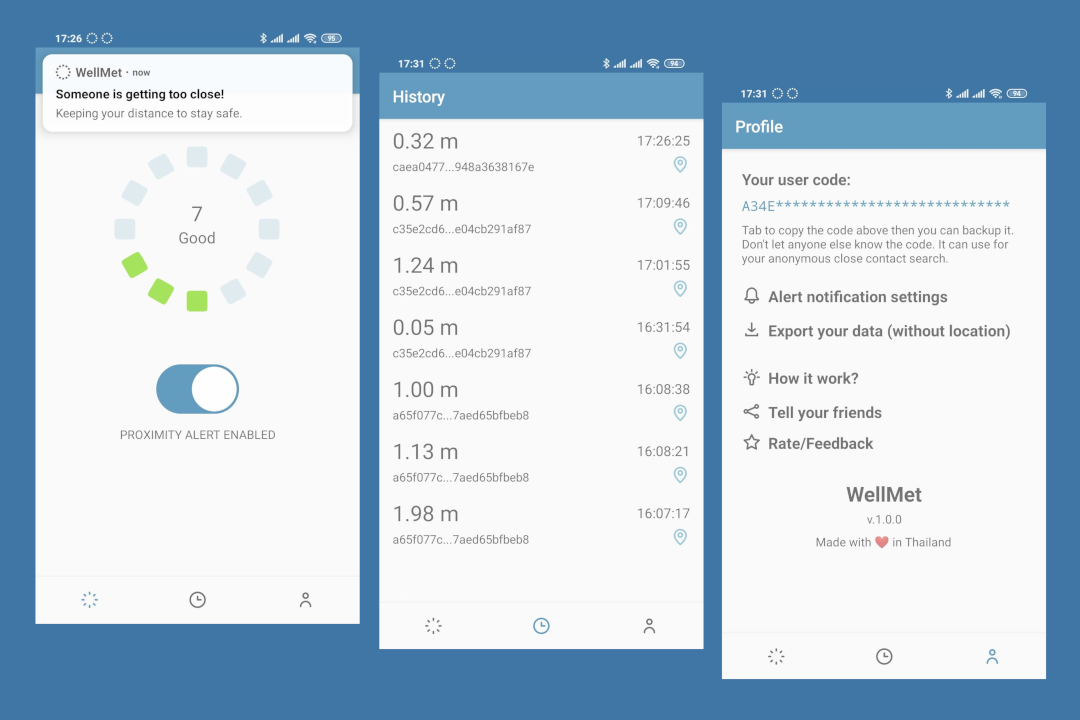 17:26
95
WellMet · now
Someone is getting too close!
Keeping your distance to stay safe.
7
Good
PROXIMITY ALERT ENABLED
17:31
94
History
0.32 m 17:26:25
caea0477...948a3638167e
0.57 m 17:09:46
c35e2cd6...e04cb291af87
1.24 m 17:01:55
c35e2cd6...e04cb291af87
0.05 m 16:31:54
c35e2cd6...e04cb291af87
1.00 m 16:08:38
a65f077c...7aed65bfbeb8
1.13 m 16:08:21
a65f077c...7aed65bfbeb8
1.98 m 16:07:17
a65f077c...7aed65bfbeb8
17:31
94
Profile
Your user code:
A34E****************************
Tab to copy the code above then you can backup it.
Don't let anyone else know the code. It can use for
your anonymous close contact search.
Alert notification settings
Export your data (without location)
How it work?
Tell your friends
Rate/Feedback
WellMet
v.1.0.0
Made with ❤️ in Thailand